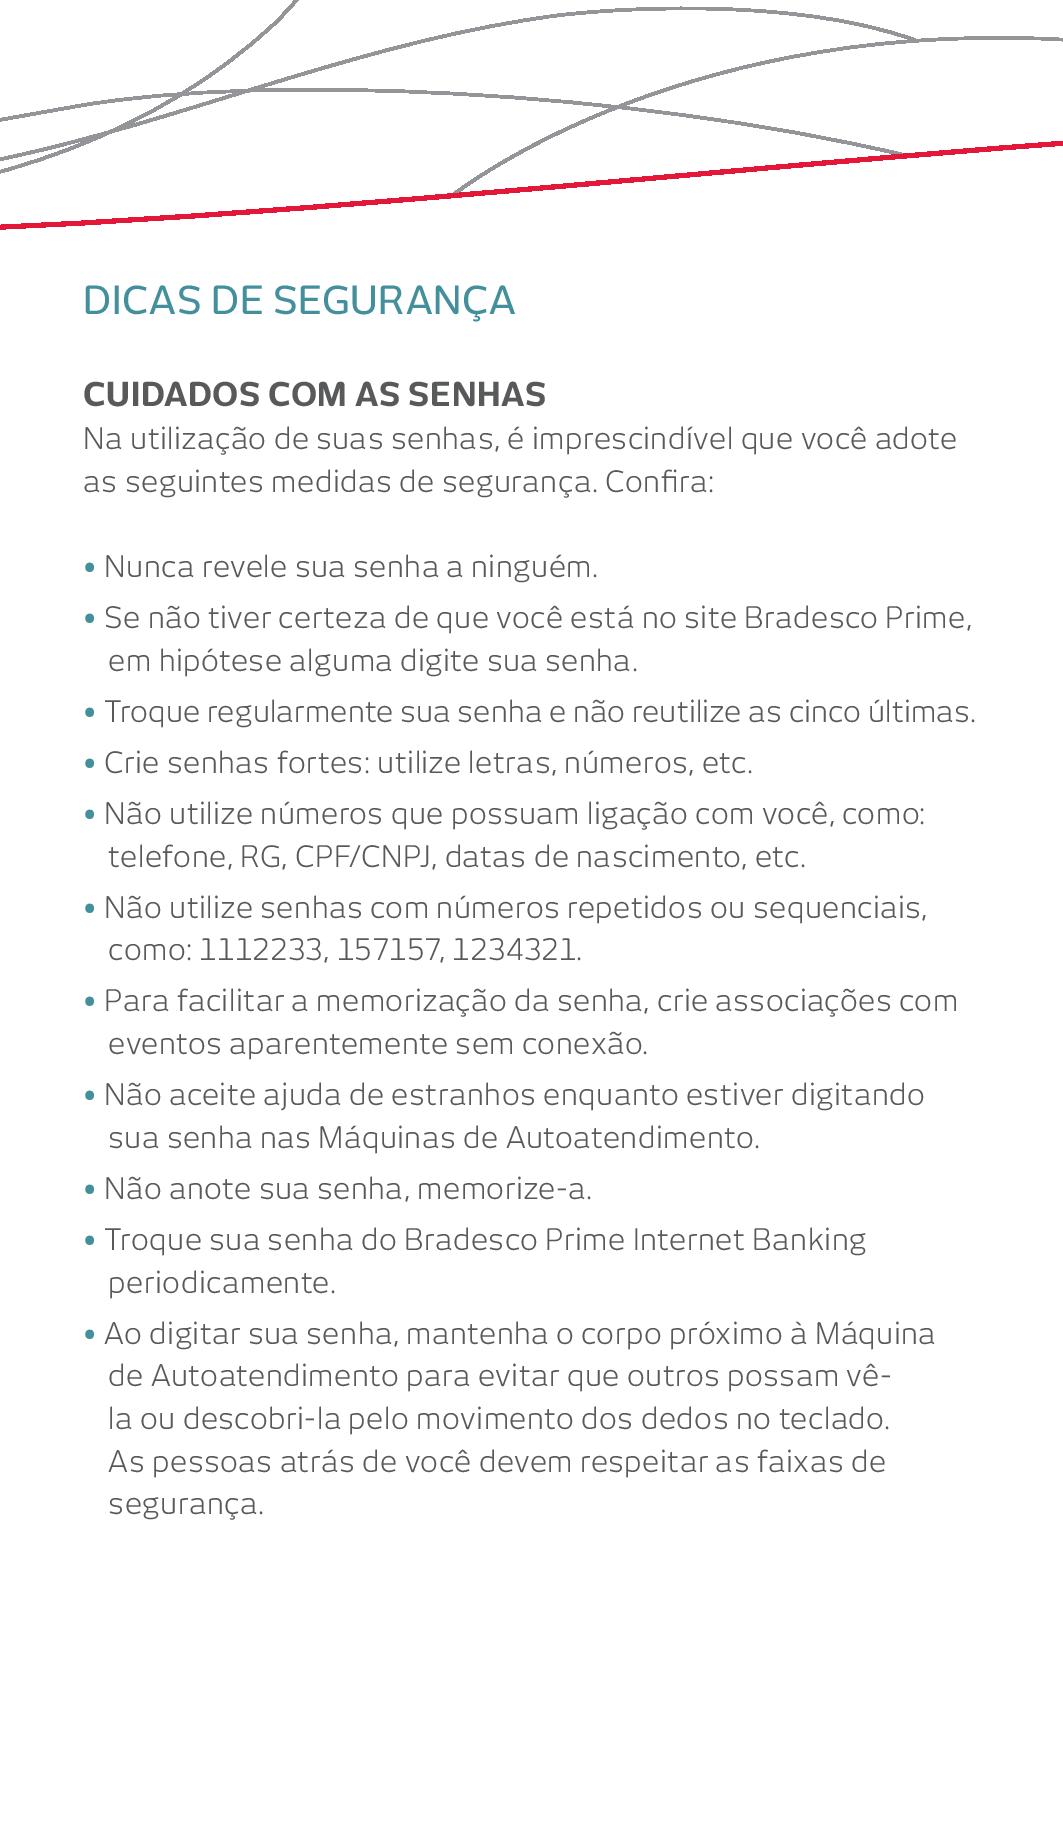 DICAS DE SEGURANÇA
CUIDADOS COM AS SENHAS
Na utilização de suas senhas, é imprescindível que você adote
as seguintes medidas de segurança. Confira:
• Nunca revele sua senha a ninguém.
• Se não tiver certeza de que você está no site Bradesco Prime,
em hipótese alguma digite sua senha.
• Troque regularmente sua senha e não reutilize as cinco últimas.
• Crie senhas fortes: utilize letras, números, etc.
• Não utilize números que possuam ligação com você, como:
telefone, RG, CPF/CNPJ, datas de nascimento, etc.
• Não utilize senhas com números repetidos ou sequenciais,
como: 1112233, 157157, 1234321.
• Para facilitar a memorização da senha, crie associações com
eventos aparentemente sem conexão.
• Não aceite ajuda de estranhos enquanto estiver digitando
sua senha nas Máquinas de Autoatendimento.
• Não anote sua senha, memorize-a.
• Troque sua senha do Bradesco Prime Internet Banking
periodicamente.
• Ao digitar sua senha, mantenha o corpo próximo à Máquina
de Autoatendimento para evitar que outros possam vê-
la ou descobri-la pelo movimento dos dedos no teclado.
As pessoas atrás de você devem respeitar as faixas de
segurança.